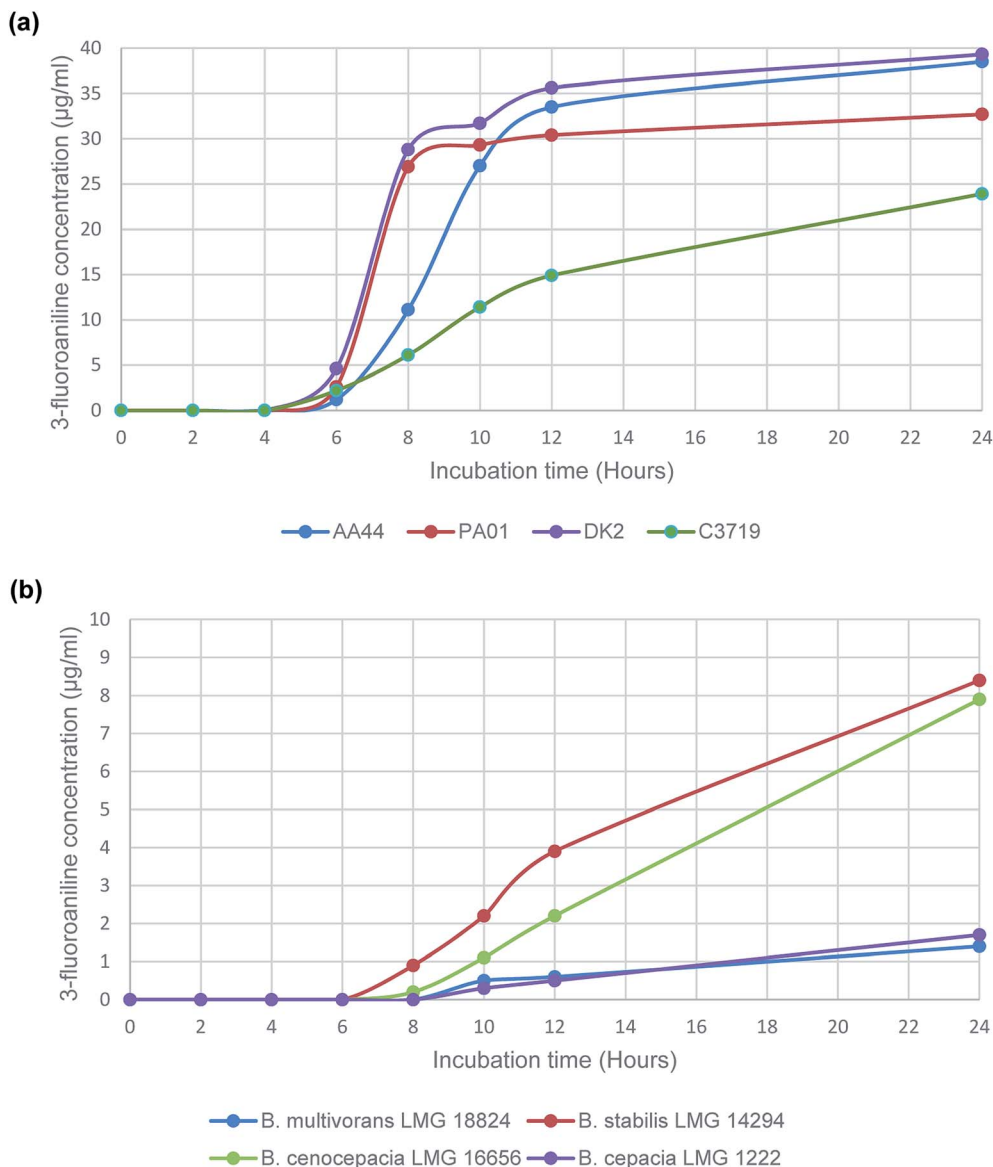 (a)
3-fluoroaniline concentration (µg/ml)
40
35
30
25
20
15
10
5
0
0 2 4 6 8 10 12 14 16 18 20 22 24
Incubation time (Hours)
AA44 PA01 DK2 C3719
(b)
3-fluoroaniline concentration (µg/ml)
10
9
8
7
6
5
4
3
2
1
0
0 2 4 6 8 10 12 14 16 18 20 22 24
Incubation time (Hours)
B. multivorans LMG 18824 B. stabilis LMG 14294
B. cenocepacia LMG 16656 B. cepacia LMG 1222